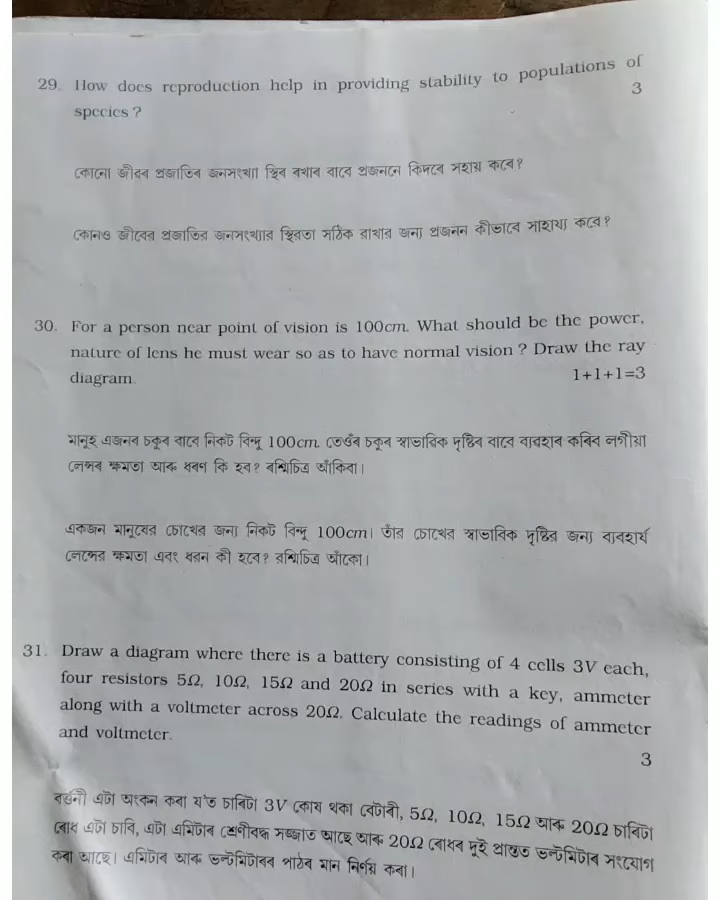 29. How does reproduction help in providing stability to populations of
species ? 3
কোনো জীৱৰ প্ৰজাতিৰ জনসংখ্যা স্থিৰ ৰখাৰ বাবে প্ৰজননে কিদৰে সহায় কৰে?
কোনও জীবের প্রজাতির জনসংখ্যার স্থিরতা সঠিক রাখার জন্য প্রজনন কীভাবে সাহায্য করে?
30. For a person near point of vision is 100cm. What should be the power,
nature of lens he must wear so as to have normal vision ? Draw the ray
diagram. 1+1+1=3
মানুহ এজনৰ চকুৰ বাবে নিকট বিন্দু 100cm. তেওঁৰ চকুৰ স্বাভাৱিক দৃষ্টিৰ বাবে ব্যৱহাৰ কৰিব লগীয়া
লেন্সৰ ক্ষমতা আৰু ধৰণ কি হব? ৰশ্মিচিত্ৰ আঁকিবা।
একজন মানুষের চোখের জন্য নিকট বিন্দু 100cm। তাঁর চোখের স্বাভাবিক দৃষ্টির জন্য ব্যবহার্য
লেন্সের ক্ষমতা এবং ধরন কী হবে? রশ্মিচিত্র আঁকো।
31. Draw a diagram where there is a battery consisting of 4 cells 3V each,
four resistors 5Ω, 10Ω, 15Ω and 20Ω in series with a key, ammeter
along with a voltmeter across 20Ω. Calculate the readings of ammeter
and voltmeter. 3
বৰ্তনী এটা অংকন কৰা য'ত চাৰিটা 3V কোষ থকা বেটাৰী, 5Ω, 10Ω, 15Ω আৰু 20Ω চাৰিটা
ৰোধ এটা চাবি, এটা এমিটাৰ শ্ৰেণীবদ্ধ সজ্জাত আছে আৰু 20Ω ৰোধৰ দুই প্ৰান্তত ভল্টমিটাৰ সংযোগ
কৰা আছে। এমিটাৰ আৰু ভল্টমিটাৰৰ পাঠৰ মান নিৰ্ণয় কৰা।